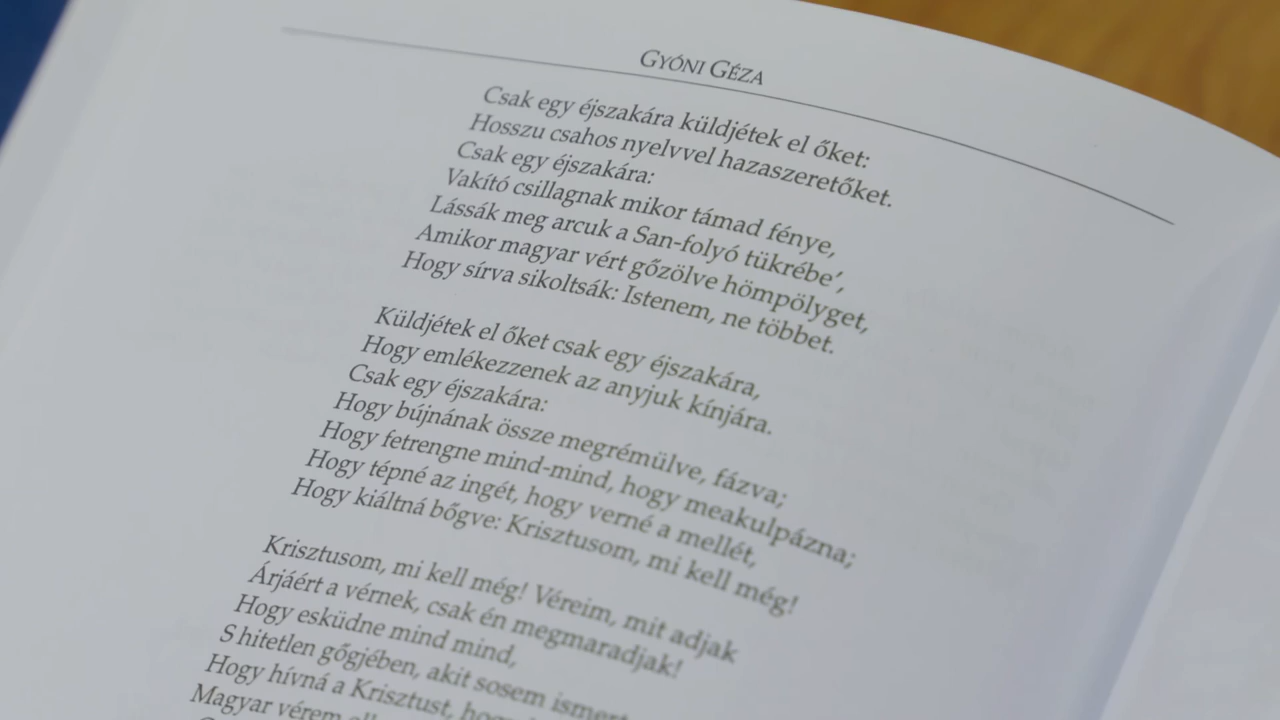 GYÓNI GÉZA
Csak egy éjszakára küldjétek el őket:
Hosszu csahos nyelvvel hazaszeretőket.
Csak egy éjszakára:
Vakító csillagnak mikor támad fénye,
Lássák meg arcuk a San-folyó tükrébe’,
Amikor magyar vért gőzölve hömpölyget,
Hogy sírva sikoltsák: Istenem, ne többet.
Küldjétek el őket csak egy éjszakára,
Hogy emlékezzenek az anyjuk kínjára.
Csak egy éjszakára:
Hogy bújnának össze megrémülve, fázva;
Hogy fetrengne mind-mind, hogy meakulpázna;
Hogy tépné az ingét, hogy verné a mellét,
Hogy kiáltná bőgve: Krisztusom, mi kell még!
Krisztusom, mi kell még! Véreim, mit adjak
Árjáért a vérnek, csak én megmaradjak!
Hogy esküdne mind mind,
S hitetlen gőgjében, akit sosem ismert
Hogy hívná a Krisztust,
Magyar vérem